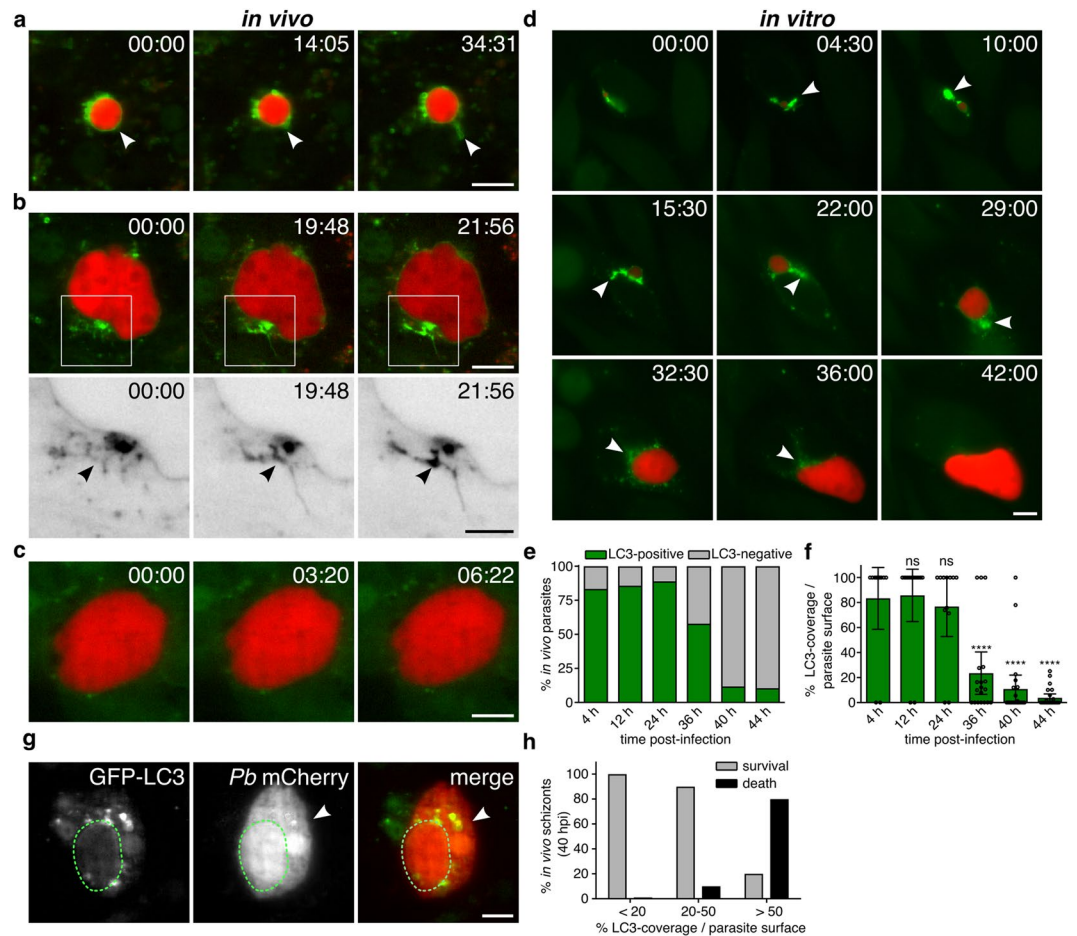 a
in vivo
00:00
14:05
34:31
b
00:00
19:48
21:56
00:00
19:48
21:56
c
00:00
03:20
06:22
d
in vitro
00:00
04:30
10:00
15:30
22:00
29:00
32:30
36:00
42:00
e
LC3-positive LC3-negative
% in vivo parasites
100
75
50
25
0
4 h 12 h 24 h 36 h 40 h 44 h
time post-infection
f
% LC3-coverage /
parasite surface
100
80
60
40
20
0
ns ns **** **** ****
4 h 12 h 24 h 36 h 40 h 44 h
time post-infection
g
GFP-LC3
Pb mCherry
merge
h
survival
death
% in vivo schizonts
(40 hpi)
100
80
60
40
20
0
< 20 20-50 > 50
% LC3-coverage / parasite surface